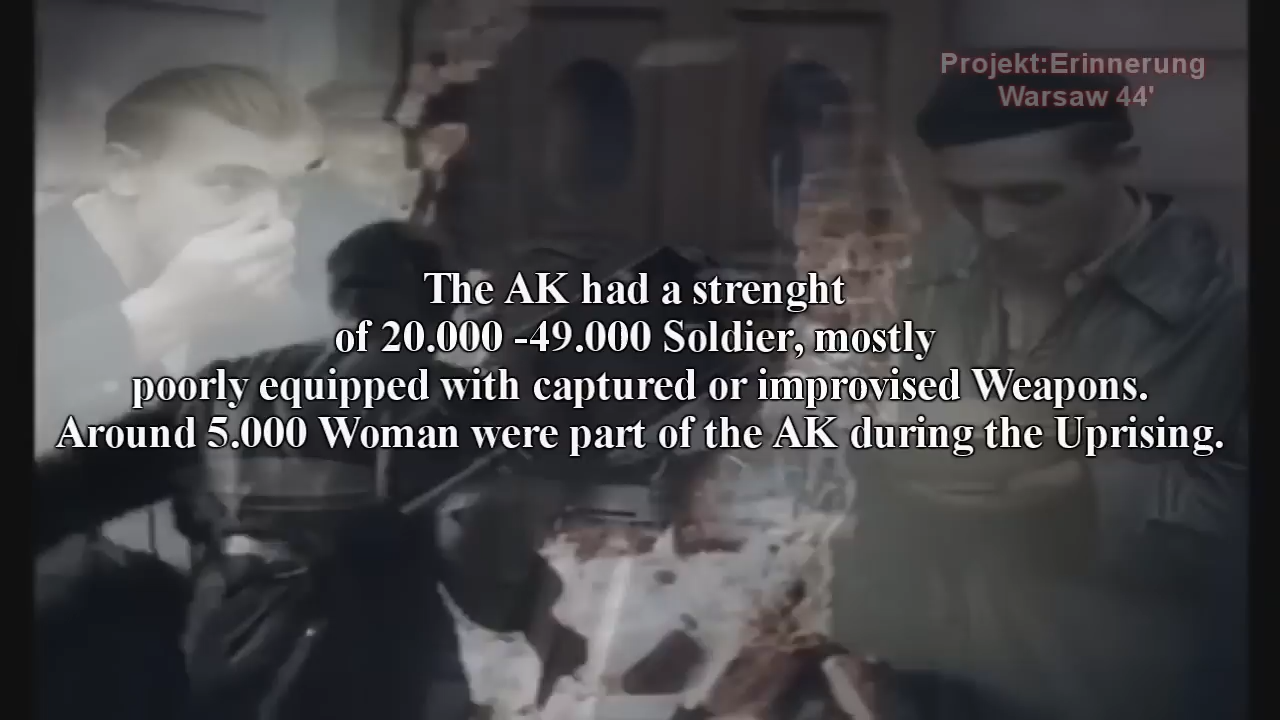 Projekt:Erinnerung
Warsaw 44'
The AK had a strenght
of 20.000 -49.000 Soldier, mostly
poorly equipped with captured or improvised Weapons.
Around 5.000 Woman were part of the AK during the Uprising.